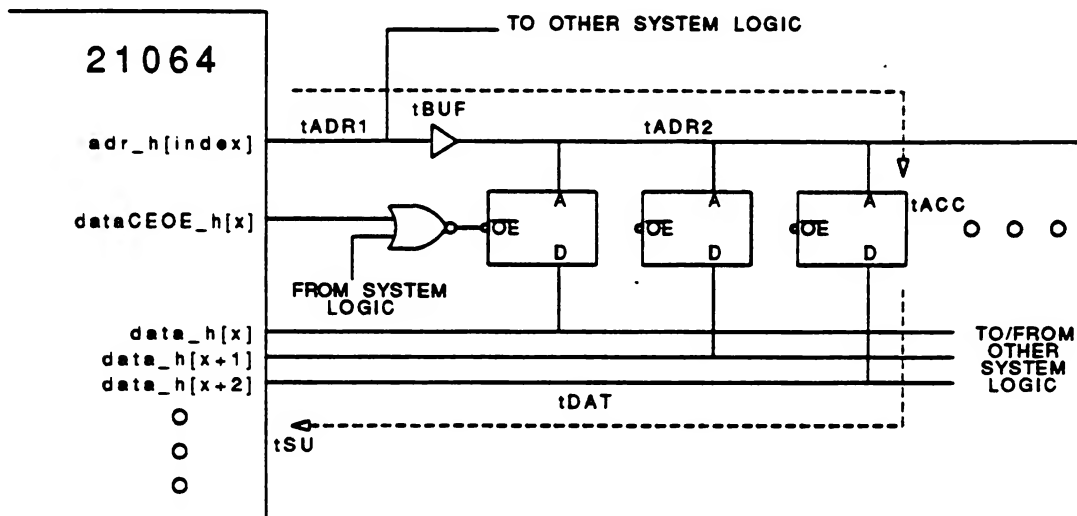 TO OTHER SYSTEM LOGIC
21064
tBUF
tADR1
tADR2
adr_h[index]
A
A
A
tACC
dataCEOE_h[x]
OE
OE
OE
D
D
D
FROM SYSTEM
LOGIC
data_h[x]
data_h[x+1]
data_h[x+2]
TO/FROM
OTHER
SYSTEM
LOGIC
tDAT
tSU